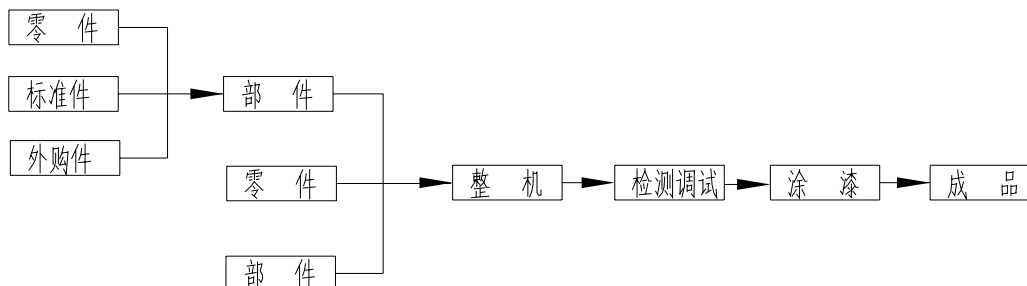 零 件
标准件
外购件
部 件
零 件
部 件
整 机
检测调试
涂 漆
成 品